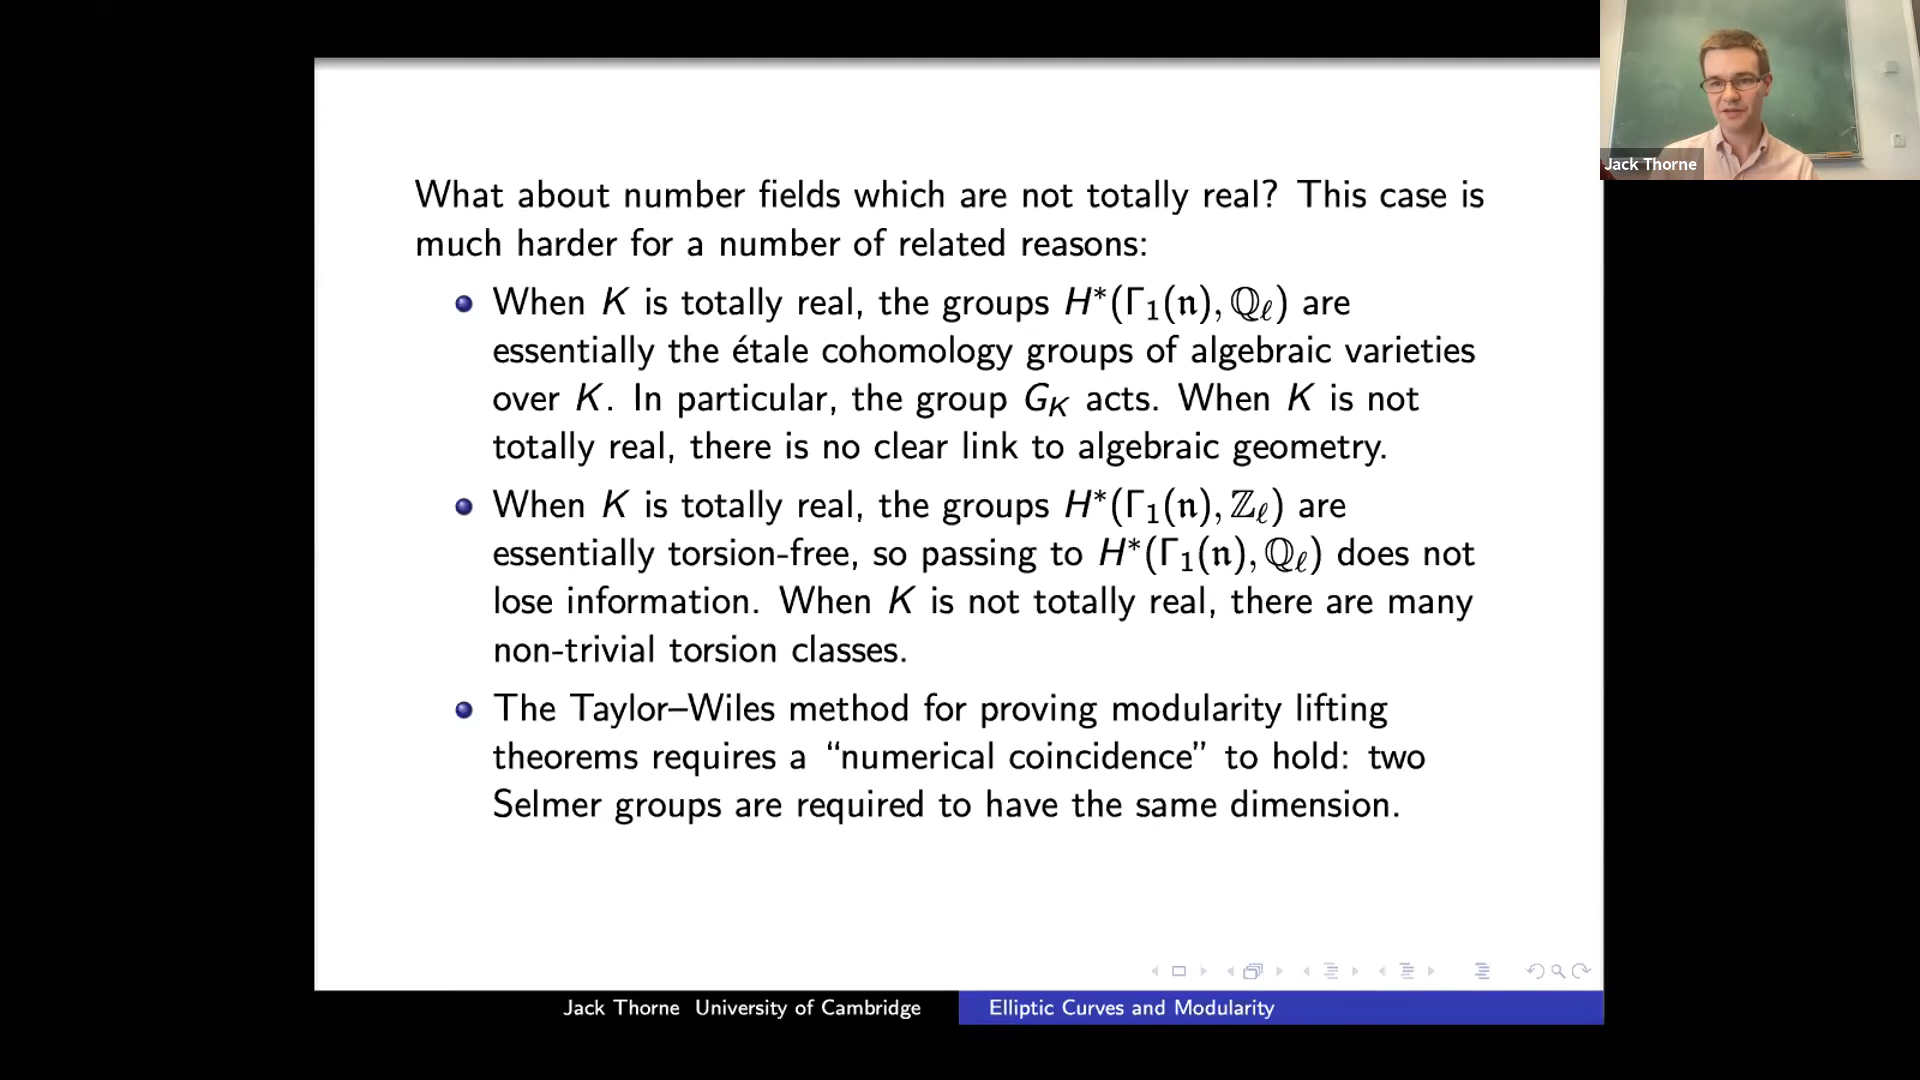 Jack Thorne
What about number fields which are not totally real? This case is
much harder for a number of related reasons:
When K is totally real, the groups H*(Γ₁(𝔫), ℚ_ℓ) are
essentially the étale cohomology groups of algebraic varieties
over K. In particular, the group G_K acts. When K is not
totally real, there is no clear link to algebraic geometry.
When K is totally real, the groups H*(Γ₁(𝔫), ℤ_ℓ) are
essentially torsion-free, so passing to H*(Γ₁(𝔫), ℚ_ℓ) does not
lose information. When K is not totally real, there are many
non-trivial torsion classes.
The Taylor–Wiles method for proving modularity lifting
theorems requires a “numerical coincidence” to hold: two
Selmer groups are required to have the same dimension.
Jack Thorne University of Cambridge
Elliptic Curves and Modularity